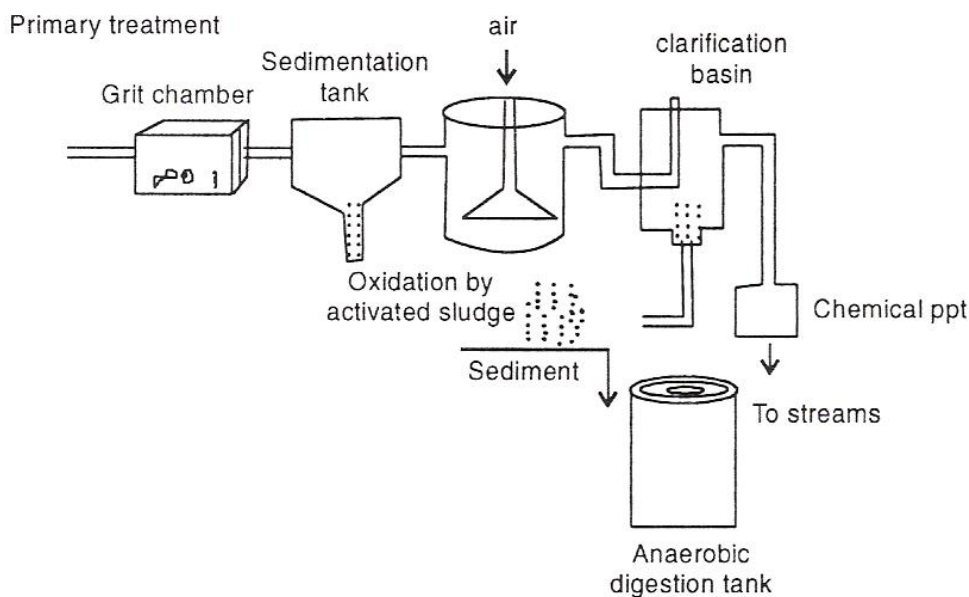 Primary treatment
air
clarification
basin
Sedimentation
tank
Grit chamber
Oxidation by
activated sludge
Chemical ppt
Sediment
To streams
Anaerobic
digestion tank